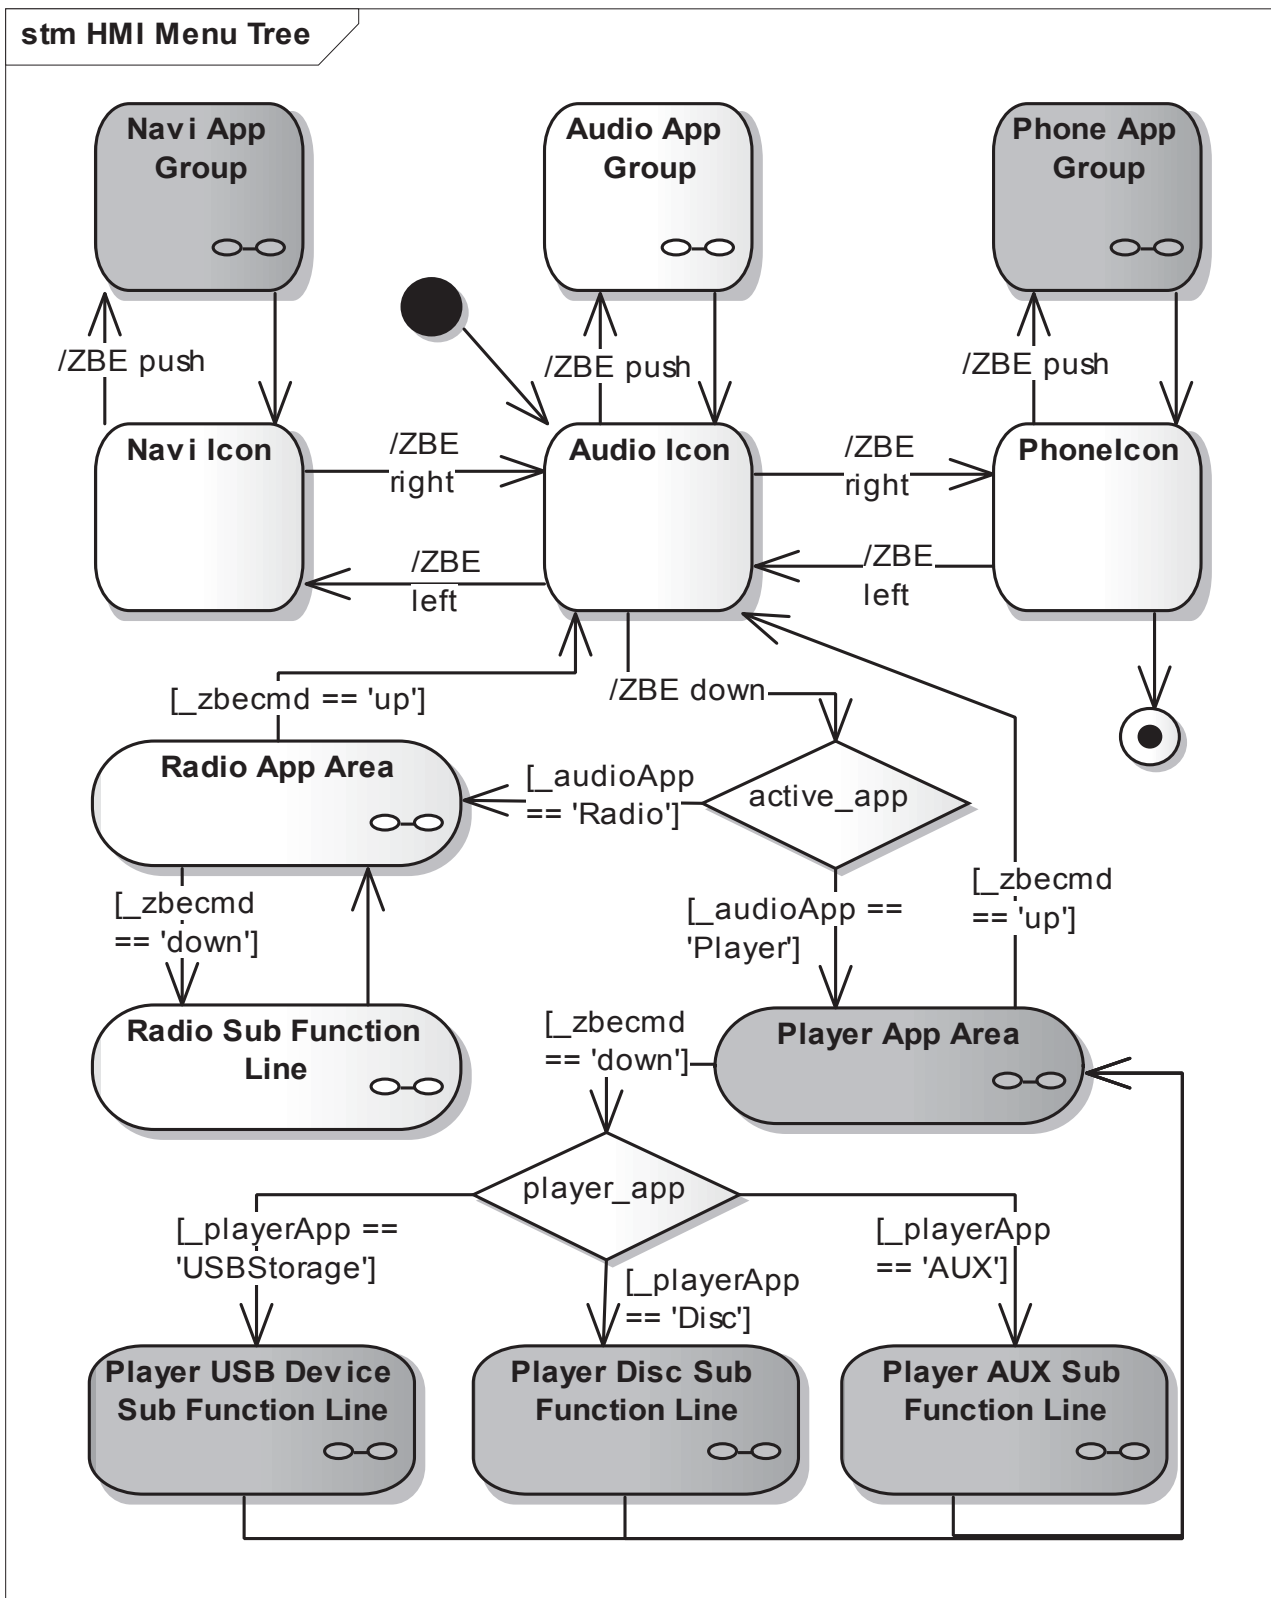 stm HMI Menu Tree
Navi App
Group
Audio App
Group
Phone App
Group
/ZBE push
/ZBE push
/ZBE push
Navi Icon
/ZBE
right
Audio Icon
/ZBE
right
PhoneIcon
/ZBE
left
/ZBE
left
[_zbecmd == 'up']
/ZBE down
Radio App Area
[_audioApp
== 'Radio']
active_app
[_zbecmd
== 'down']
[_audioApp ==
'Player']
[_zbecmd
== 'up']
Radio Sub Function
Line
[_zbecmd
== 'down']
Player App Area
player_app
[_playerApp ==
'USBStorage']
[_playerApp
== 'Disc']
[_playerApp
== 'AUX']
Player USB Device
Sub Function Line
Player Disc Sub
Function Line
Player AUX Sub
Function Line